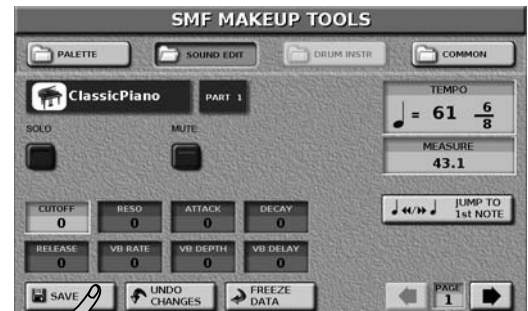 SMF MAKEUP TOOLS
PALETTE SOUND EDIT DRUM INSTR COMMON
ClassicPiano PART 1
TEMPO
= 61 6/8
SOLO MUTE
MEASURE
43.1
CUTOFF RESO ATTACK DECAY
0 0 0 0
JUMP TO
1st NOTE
RELEASE VB RATE VB DEPTH VB DELAY
0 0 0 0
SAVE UNDO CHANGES FREEZE DATA
PAGE
1